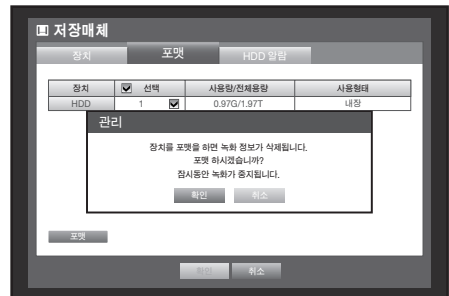 저장매체
장치 포맷 HDD 알람
장치 선택 사용량/전체용량 사용형태
HDD 1 0.97G/1.97T 내장
관리
장치를 포맷을 하면 녹화 정보가 삭제됩니다.
포맷 하시겠습니까?
잠시동안 녹화가 중지됩니다.
확인 취소
포맷
확인 취소